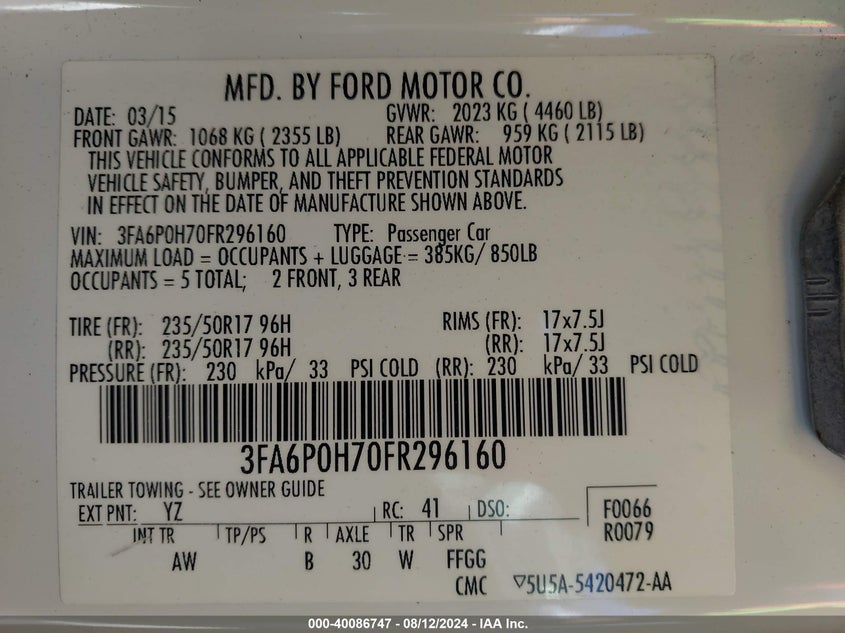 MFD. BY FORD MOTOR CO.
DATE: 03/15 GVWR: 2023 KG ( 4460 LB)
FRONT GAWR: 1068 KG ( 2355 LB) REAR GAWR: 959 KG ( 2115 LB)
THIS VEHICLE CONFORMS TO ALL APPLICABLE FEDERAL MOTOR
VEHICLE SAFETY, BUMPER, AND THEFT PREVENTION STANDARDS
IN EFFECT ON THE DATE OF MANUFACTURE SHOWN ABOVE.
VIN: 3FA6P0H70FR296160 TYPE: Passenger Car
MAXIMUM LOAD = OCCUPANTS + LUGGAGE = 385KG/ 850LB
OCCUPANTS = 5 TOTAL; 2 FRONT, 3 REAR
TIRE (FR): 235/50R17 96H RIMS (FR): 17x7.5J
(RR): 235/50R17 96H (RR): 17x7.5J
PRESSURE (FR): 230 kPa/ 33 PSI COLD (RR): 230 kPa/ 33 PSI COLD
3FA6P0H70FR296160
TRAILER TOWING - SEE OWNER GUIDE
EXT PNT: YZ RC: 41 DSO: F0066
R0079
INT TR TP/PS R AXLE TR SPR
AW B 30 W FFGG
CMC ▽5U5A-5420472-AA
000-40086747 - 08/12/2024 - IAA Inc.